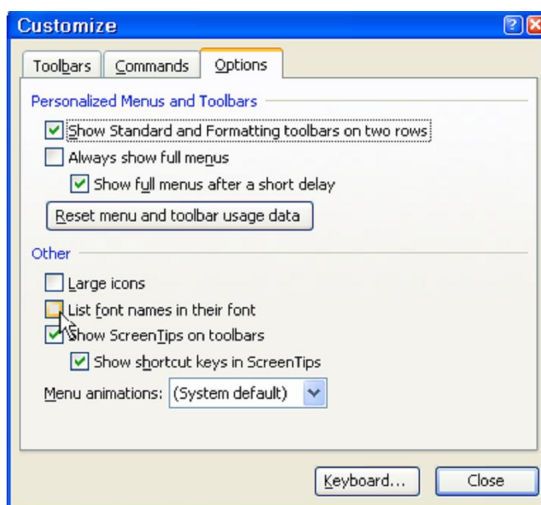 Customize
Toolbars Commands Options
Personalized Menus and Toolbars
Show Standard and Formatting toolbars on two rows
Always show full menus
Show full menus after a short delay
Reset menu and toolbar usage data
Other
Large icons
List font names in their font
Show ScreenTips on toolbars
Show shortcut keys in ScreenTips
Menu animations: (System default)
Keyboard... Close